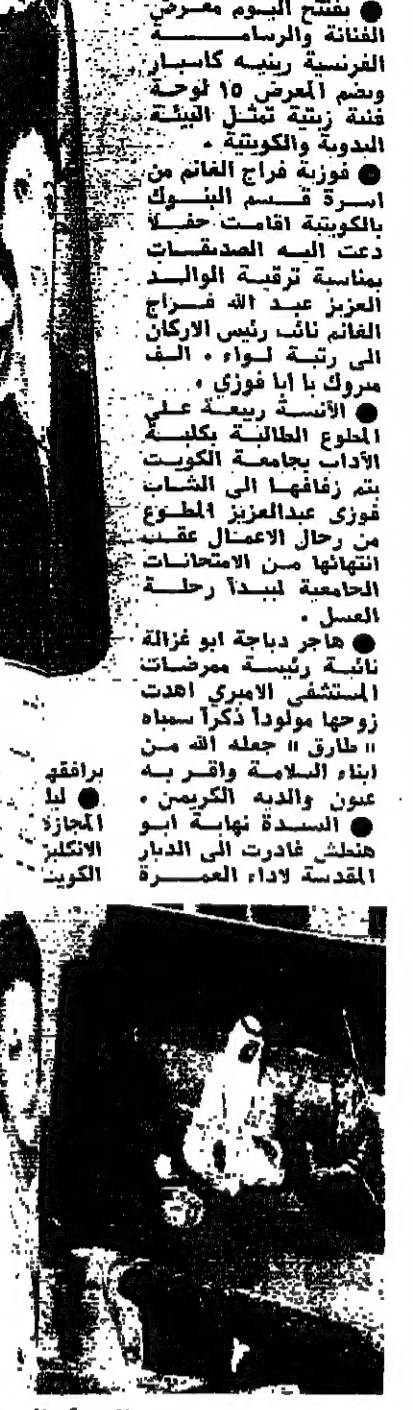 ● يفتتح اليوم معرض
الفنانة والرسامة
الفرنسية رينيه كاسبار
ويضم المعرض ١٥ لوحة
فنية زيتية تمثل البيئة
البدوية والكويتية .
● فوزية فراج الغانم من
اسرة قسم البنوك
بالكويتية اقامت حفلا
دعت اليه الصديقات
بمناسبة ترقية الوالد
العزيز عبد الله فراج
الغانم نائب رئيس الاركان
الى رتبة لواء . الف
مبروك يا ابا فوزي .
● الآنسة ربيعة علي
المطوع الطالبة بكلية
الآداب بجامعة الكويت
يتم زفافها الى الشاب
فوزي عبدالعزيز المطوع
من رجال الاعمال عقب
انتهائها من الامتحانات
الجامعية ليبدآ رحلة
العسل .
● هاجر دباجة ابو غزالة
نائبة رئيسة ممرضات
المستشفى الاميري اهدت
زوجها مولوداً ذكراً سمياه
" طارق " جعله الله من
ابناء السلامة واقر به
عيون والديه الكريمين .
● السيدة نهاية ابو
هنطش غادرت الى الديار
المقدسة لاداء العمرة
يرافقه
● ليل
المجازة
الانكليز
الكويت